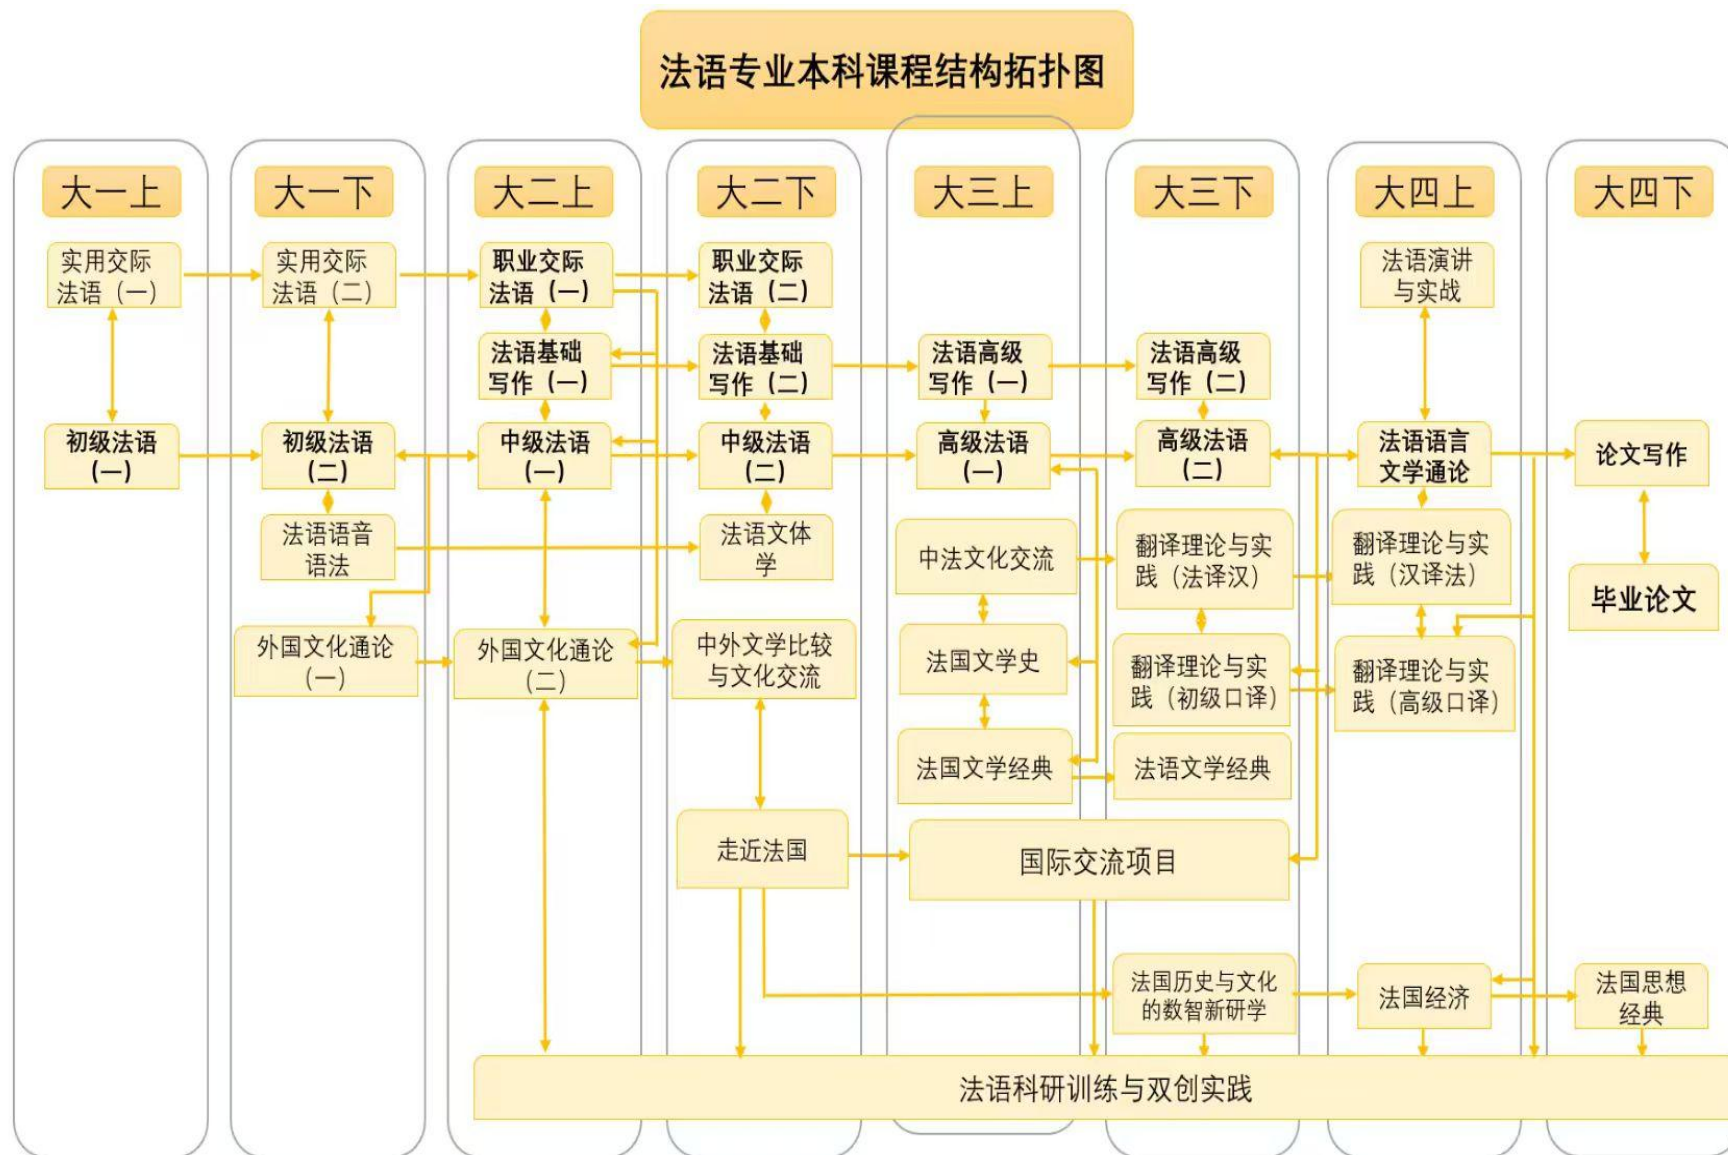 法语专业本科课程结构拓扑图
大一上
大一下
大二上
大二下
大三上
大三下
大四上
大四下
实用交际
法语（一）
实用交际
法语（二）
职业交际
法语（一）
职业交际
法语（二）
法语演讲
与实战
法语基础
写作（一）
法语基础
写作（二）
法语高级
写作（一）
法语高级
写作（二）
初级法语
（一）
初级法语
（二）
中级法语
（一）
中级法语
（二）
高级法语
（一）
高级法语
（二）
法语语言
文学通论
论文写作
法语语音
语法
法语文体
学
中法文化交流
翻译理论与实
践（法译汉）
翻译理论与实
践（汉译法）
毕业论文
外国文化通论
（一）
外国文化通论
（二）
中外文学比较
与文化交流
法国文学史
翻译理论与实
践（初级口译）
翻译理论与实
践（高级口译）
法国文学经典
法语文学经典
走近法国
国际交流项目
法国历史与文化
的数智新研学
法国经济
法国思想
经典
法语科研训练与双创实践